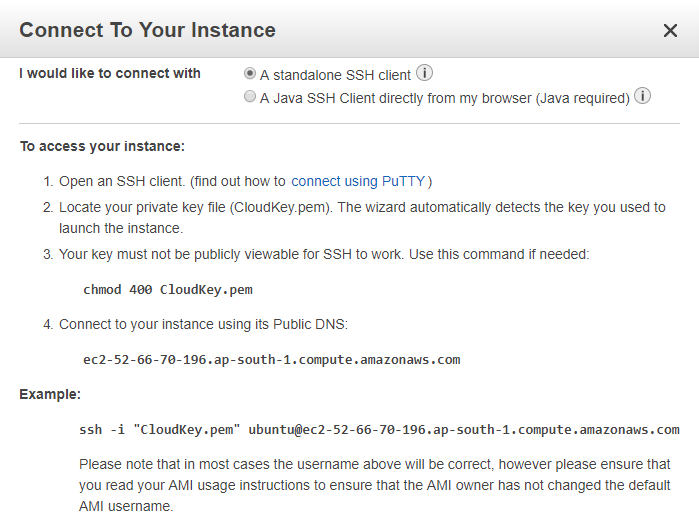 Connect To Your Instance
I would like to connect with
A standalone SSH client
A Java SSH Client directly from my browser (Java required)
To access your instance:
1. Open an SSH client. (find out how to connect using PuTTY)
2. Locate your private key file (CloudKey.pem). The wizard automatically detects the key you used to
launch the instance.
3. Your key must not be publicly viewable for SSH to work. Use this command if needed:
chmod 400 CloudKey.pem
4. Connect to your instance using its Public DNS:
ec2-52-66-70-196.ap-south-1.compute.amazonaws.com
Example:
ssh -i "CloudKey.pem" ubuntu@ec2-52-66-70-196.ap-south-1.compute.amazonaws.com
Please note that in most cases the username above will be correct, however please ensure that
you read your AMI usage instructions to ensure that the AMI owner has not changed the default
AMI username.